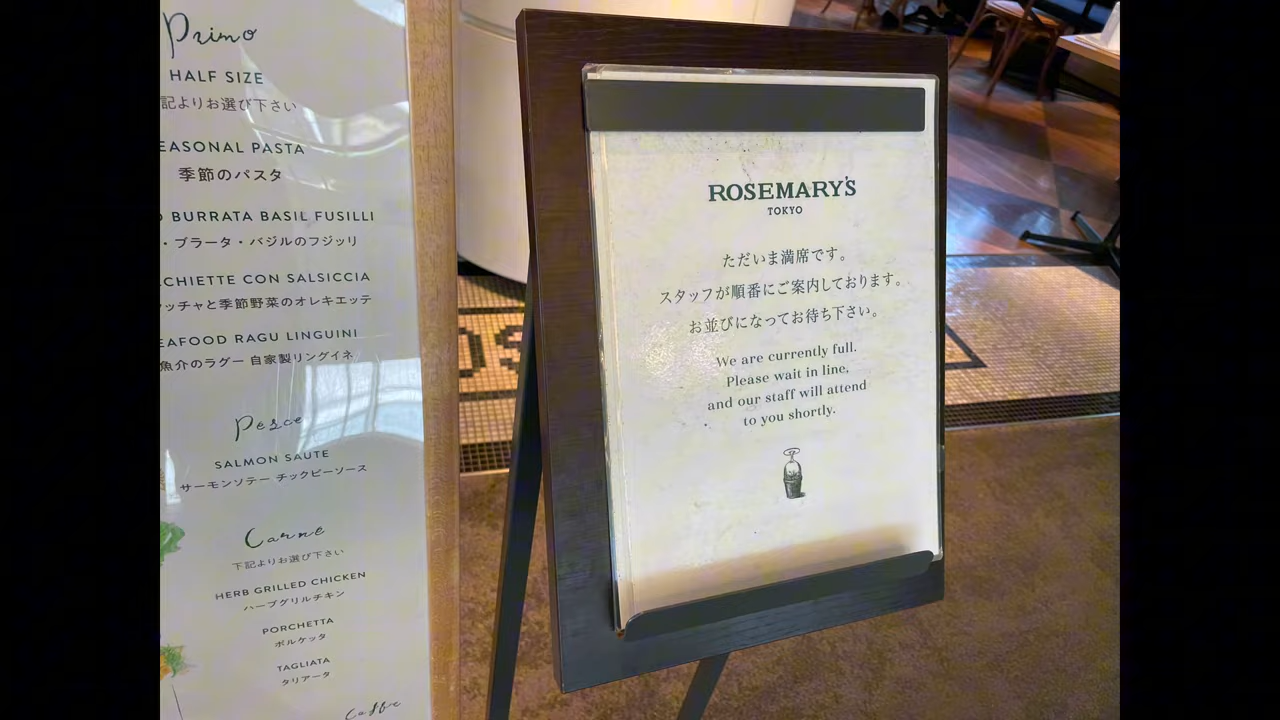 Primo
HALF SIZE
記よりお選び下さい
EASONAL PASTA
季節のパスタ
BURRATA BASIL FUSILLI
・ブラータ・バジルのフジッリ
CCHIETTE CON SALSICCIA
ッチャと季節野菜のオレキエッテ
EAFOOD RAGU LINGUINI
魚介のラグー 自家製リングイネ
Pesce
SALMON SAUTE
サーモンソテー チックピーソース
Carne
下記よりお選び下さい
HERB GRILLED CHICKEN
ハーブグリルチキン
PORCHETTA
ポルケッタ
TAGLIATA
タリアータ
Caffe
ROSEMARY'S
TOKYO
ただいま満席です。
スタッフが順番にご案内しております。
お並びになってお待ち下さい。
We are currently full.
Please wait in line,
and our staff will attend
to you shortly.